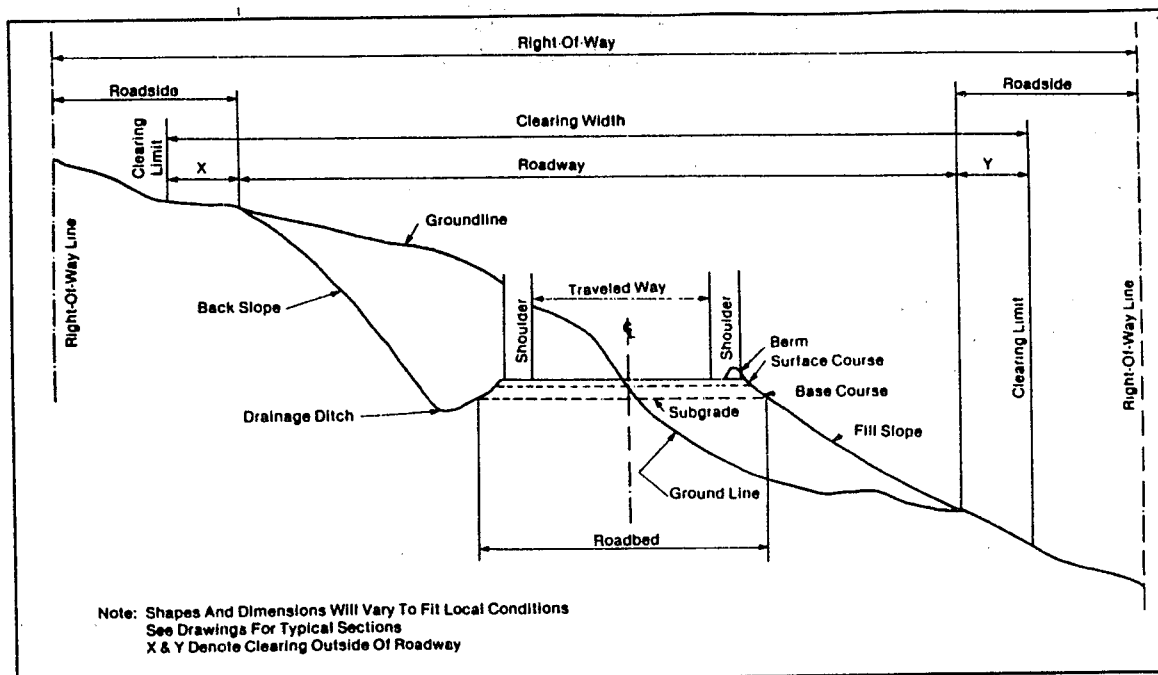 Right-Of-Way
Roadside
Roadside
Clearing Width
Clearing
Limit
X
Roadway
Y
Groundline
Right-Of-Way Line
Back Slope
Shoulder
Traveled Way
Shoulder
Berm
Surface Course
Base Course
Clearing Limit
Right-Of-Way Line
Drainage Ditch
Subgrade
Fill Slope
Ground Line
Roadbed
Note: Shapes And Dimensions Will Vary To Fit Local Conditions
See Drawings For Typical Sections
X & Y Denote Clearing Outside Of Roadway